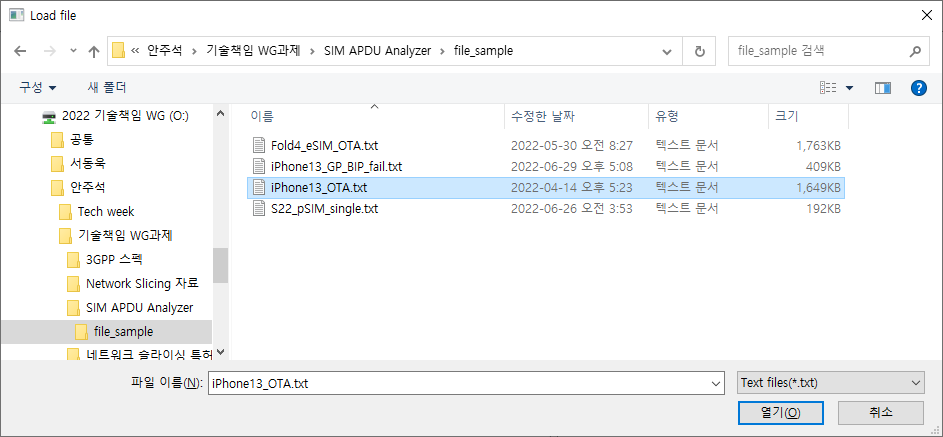 Load file
« 안주석 › 기술책임 WG과제 › SIM APDU Analyzer › file_sample
file_sample 검색
구성 새 폴더
2022 기술책임 WG (O:)
공통
서동욱
안주석
Tech week
기술책임 WG과제
3GPP 스펙
Network Slicing 자료
SIM APDU Analyzer
file_sample
네트워크 슬라이싱 특허
이름 수정한 날짜 유형 크기
Fold4_eSIM_OTA.txt 2022-05-30 오전 8:27 텍스트 문서 1,763KB
iPhone13_GP_BIP_fail.txt 2022-06-29 오후 5:08 텍스트 문서 409KB
iPhone13_OTA.txt 2022-04-14 오후 5:23 텍스트 문서 1,649KB
S22_pSIM_single.txt 2022-06-26 오전 3:53 텍스트 문서 192KB
파일 이름(N): iPhone13_OTA.txt Text files(*.txt)
열기(O) 취소